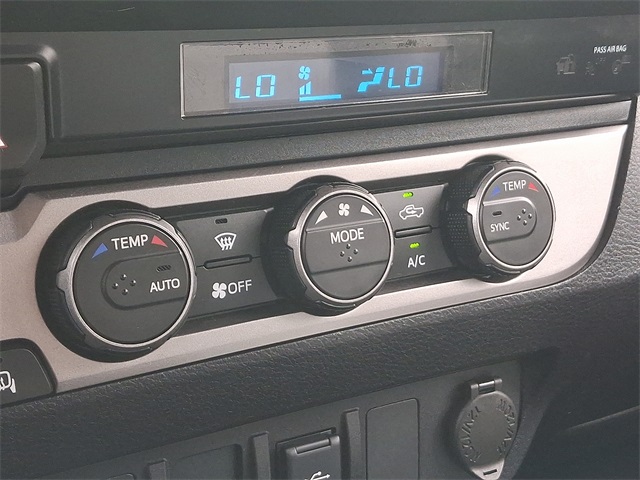 PASS AIR BAG
LO LO
TEMP
AUTO
OFF
MODE
A/C
TEMP
SYNC